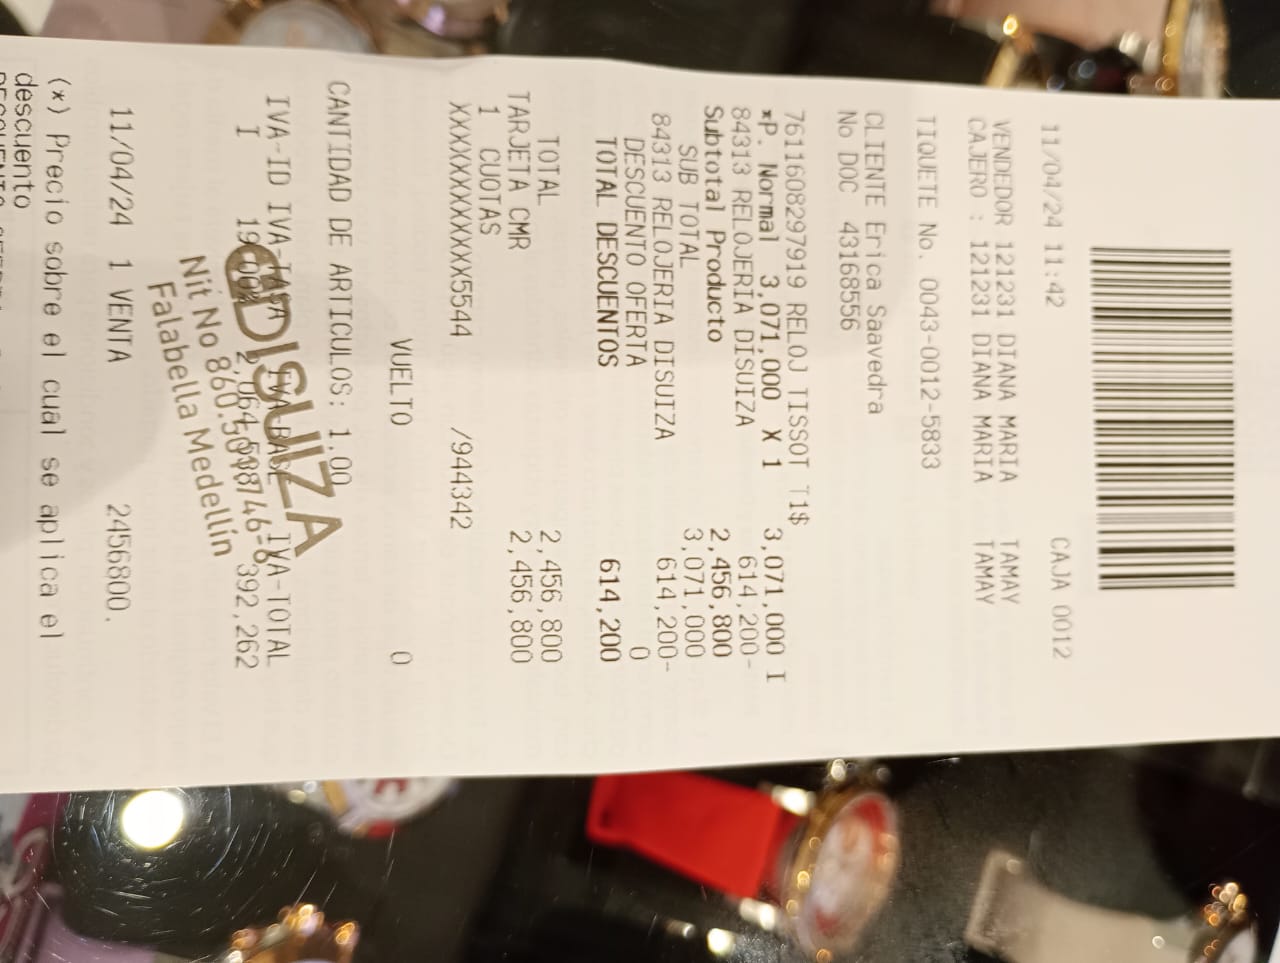 11/04/24 11:42 CAJA 0012
VENDEDOR 121231 DIANA MARIA TAMAY
CAJERO : 121231 DIANA MARIA TAMAY
TIQUETE No. 0043-0012-5833
CLIENTE Erica Saavedra
No DOC 43168556
7611608297919 RELOJ TISSOT T1$
*P. Normal 3,071,000 X 1 3,071,000 I
84313 RELOJERIA DISUIZA 614,200-
Subtotal Producto 2,456,800
SUB TOTAL 3,071,000
84313 RELOJERIA DISUIZA 614,200-
DESCUENTO OFERTA 0
TOTAL DESCUENTOS 614,200
TOTAL 2,456,800
TARJETA CMR 2,456,800
1 CUOTAS
XXXXXXXXXXXX5544 /944342
VUELTO 0
CANTIDAD DE ARTICULOS: 1,00
IVA-ID IVA-TASA IVA-BASE IVA-TOTAL
I 19.00% 2,064,538 392,262
DISUIZA
Nit No 860.501.746-8
Falabella Medellín
11/04/24 1 VENTA 2456800.
(*) Precio sobre el cual se aplica el
descuento